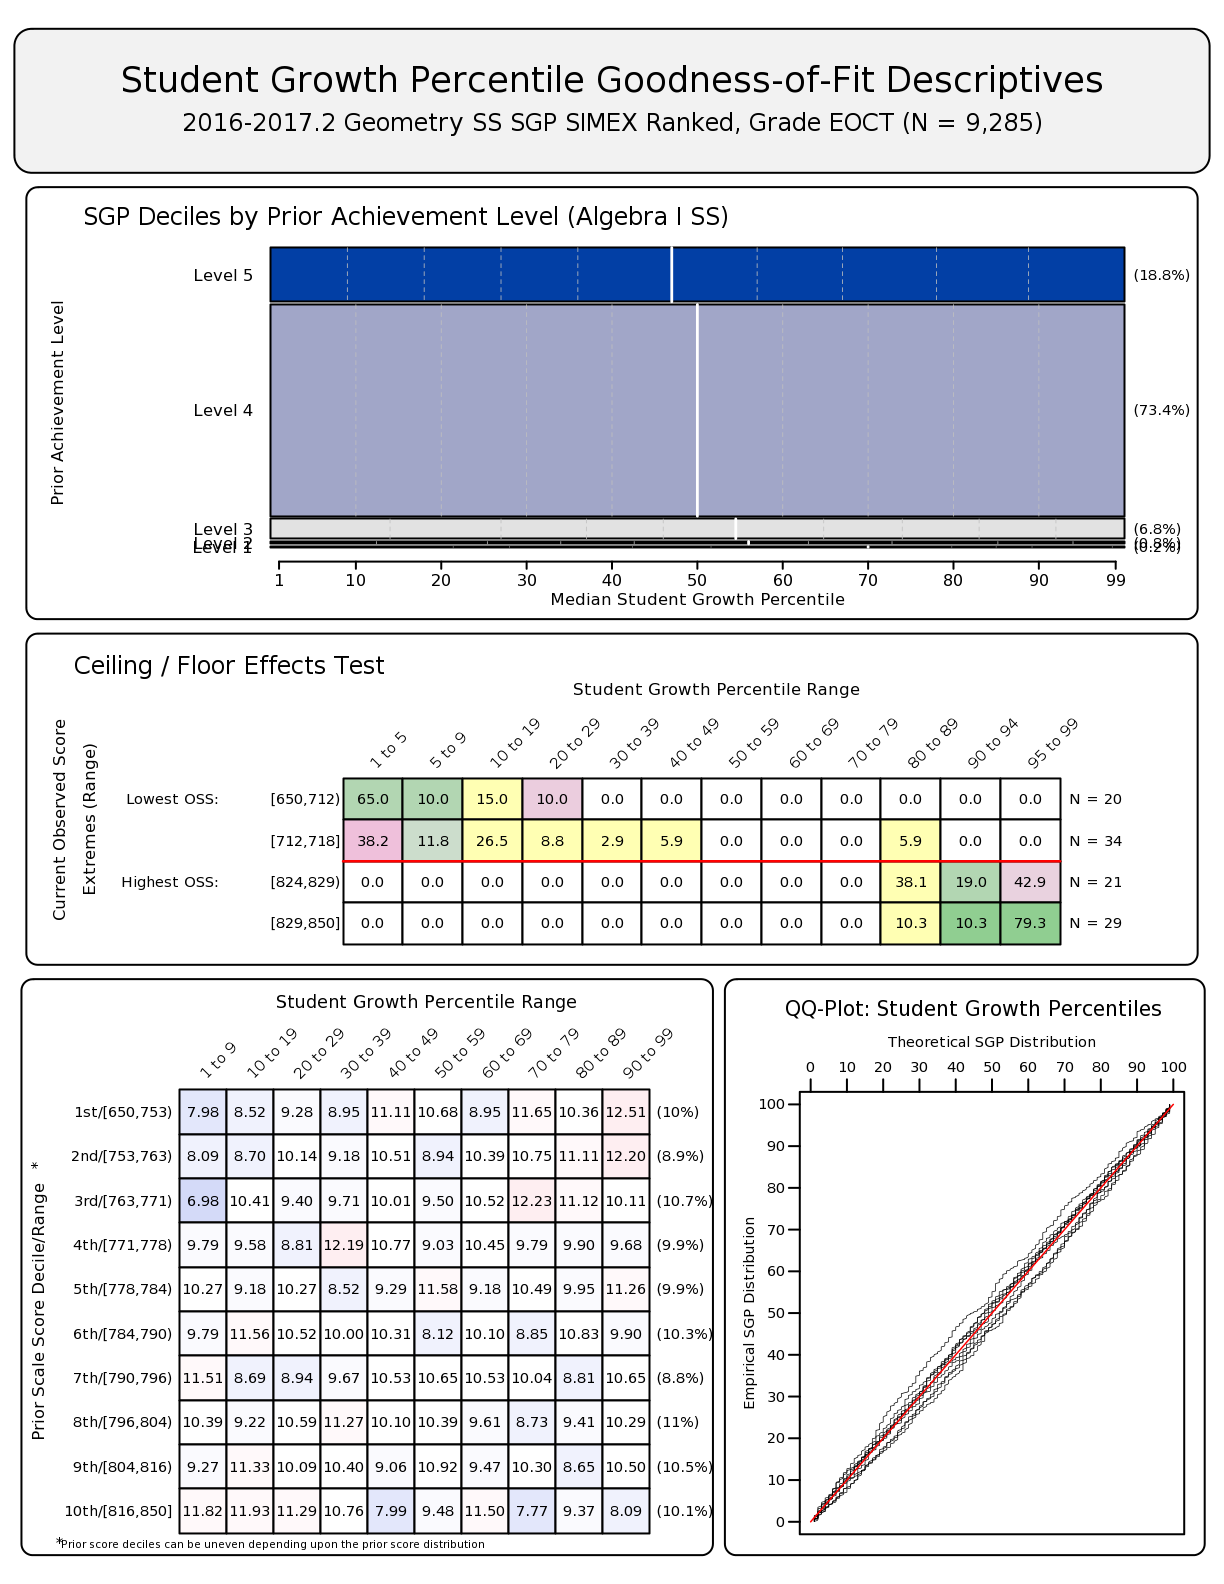 Student Growth Percentile Goodness-of-Fit Descriptives
2016-2017.2 Geometry SS SGP SIMEX Ranked, Grade EOCT (N = 9,285)
SGP Deciles by Prior Achievement Level (Algebra I SS)
Prior Achievement Level
Level 5 (18.8%)
Level 4 (73.4%)
Level 3 (6.8%)
Level 2 (0.8%)
Level 1 (0.2%)
1 10 20 30 40 50 60 70 80 90 99
Median Student Growth Percentile
Ceiling / Floor Effects Test
Student Growth Percentile Range
Current Observed Score
Extremes (Range)
1 to 5 5 to 9 10 to 19 20 to 29 30 to 39 40 to 49 50 to 59 60 to 69 70 to 79 80 to 89 90 to 94 95 to 99
Lowest OSS: [650,712) 65.0 10.0 15.0 10.0 0.0 0.0 0.0 0.0 0.0 0.0 0.0 0.0 N = 20
[712,718] 38.2 11.8 26.5 8.8 2.9 5.9 0.0 0.0 0.0 5.9 0.0 0.0 N = 34
Highest OSS: [824,829) 0.0 0.0 0.0 0.0 0.0 0.0 0.0 0.0 0.0 38.1 19.0 42.9 N = 21
[829,850] 0.0 0.0 0.0 0.0 0.0 0.0 0.0 0.0 0.0 10.3 10.3 79.3 N = 29
Student Growth Percentile Range
Prior Scale Score Decile/Range *
1 to 9 10 to 19 20 to 29 30 to 39 40 to 49 50 to 59 60 to 69 70 to 79 80 to 89 90 to 99
1st/[650,753) 7.98 8.52 9.28 8.95 11.11 10.68 8.95 11.65 10.36 12.51 (10%)
2nd/[753,763) 8.09 8.70 10.14 9.18 10.51 8.94 10.39 10.75 11.11 12.20 (8.9%)
3rd/[763,771) 6.98 10.41 9.40 9.71 10.01 9.50 10.52 12.23 11.12 10.11 (10.7%)
4th/[771,778) 9.79 9.58 8.81 12.19 10.77 9.03 10.45 9.79 9.90 9.68 (9.9%)
5th/[778,784) 10.27 9.18 10.27 8.52 9.29 11.58 9.18 10.49 9.95 11.26 (9.9%)
6th/[784,790) 9.79 11.56 10.52 10.00 10.31 8.12 10.10 8.85 10.83 9.90 (10.3%)
7th/[790,796) 11.51 8.69 8.94 9.67 10.53 10.65 10.53 10.04 8.81 10.65 (8.8%)
8th/[796,804) 10.39 9.22 10.59 11.27 10.10 10.39 9.61 8.73 9.41 10.29 (11%)
9th/[804,816) 9.27 11.33 10.09 10.40 9.06 10.92 9.47 10.30 8.65 10.50 (10.5%)
10th/[816,850] 11.82 11.93 11.29 10.76 7.99 9.48 11.50 7.77 9.37 8.09 (10.1%)
*Prior score deciles can be uneven depending upon the prior score distribution
QQ-Plot: Student Growth Percentiles
Theoretical SGP Distribution
0 10 20 30 40 50 60 70 80 90 100
Empirical SGP Distribution
100
90
80
70
60
50
40
30
20
10
0